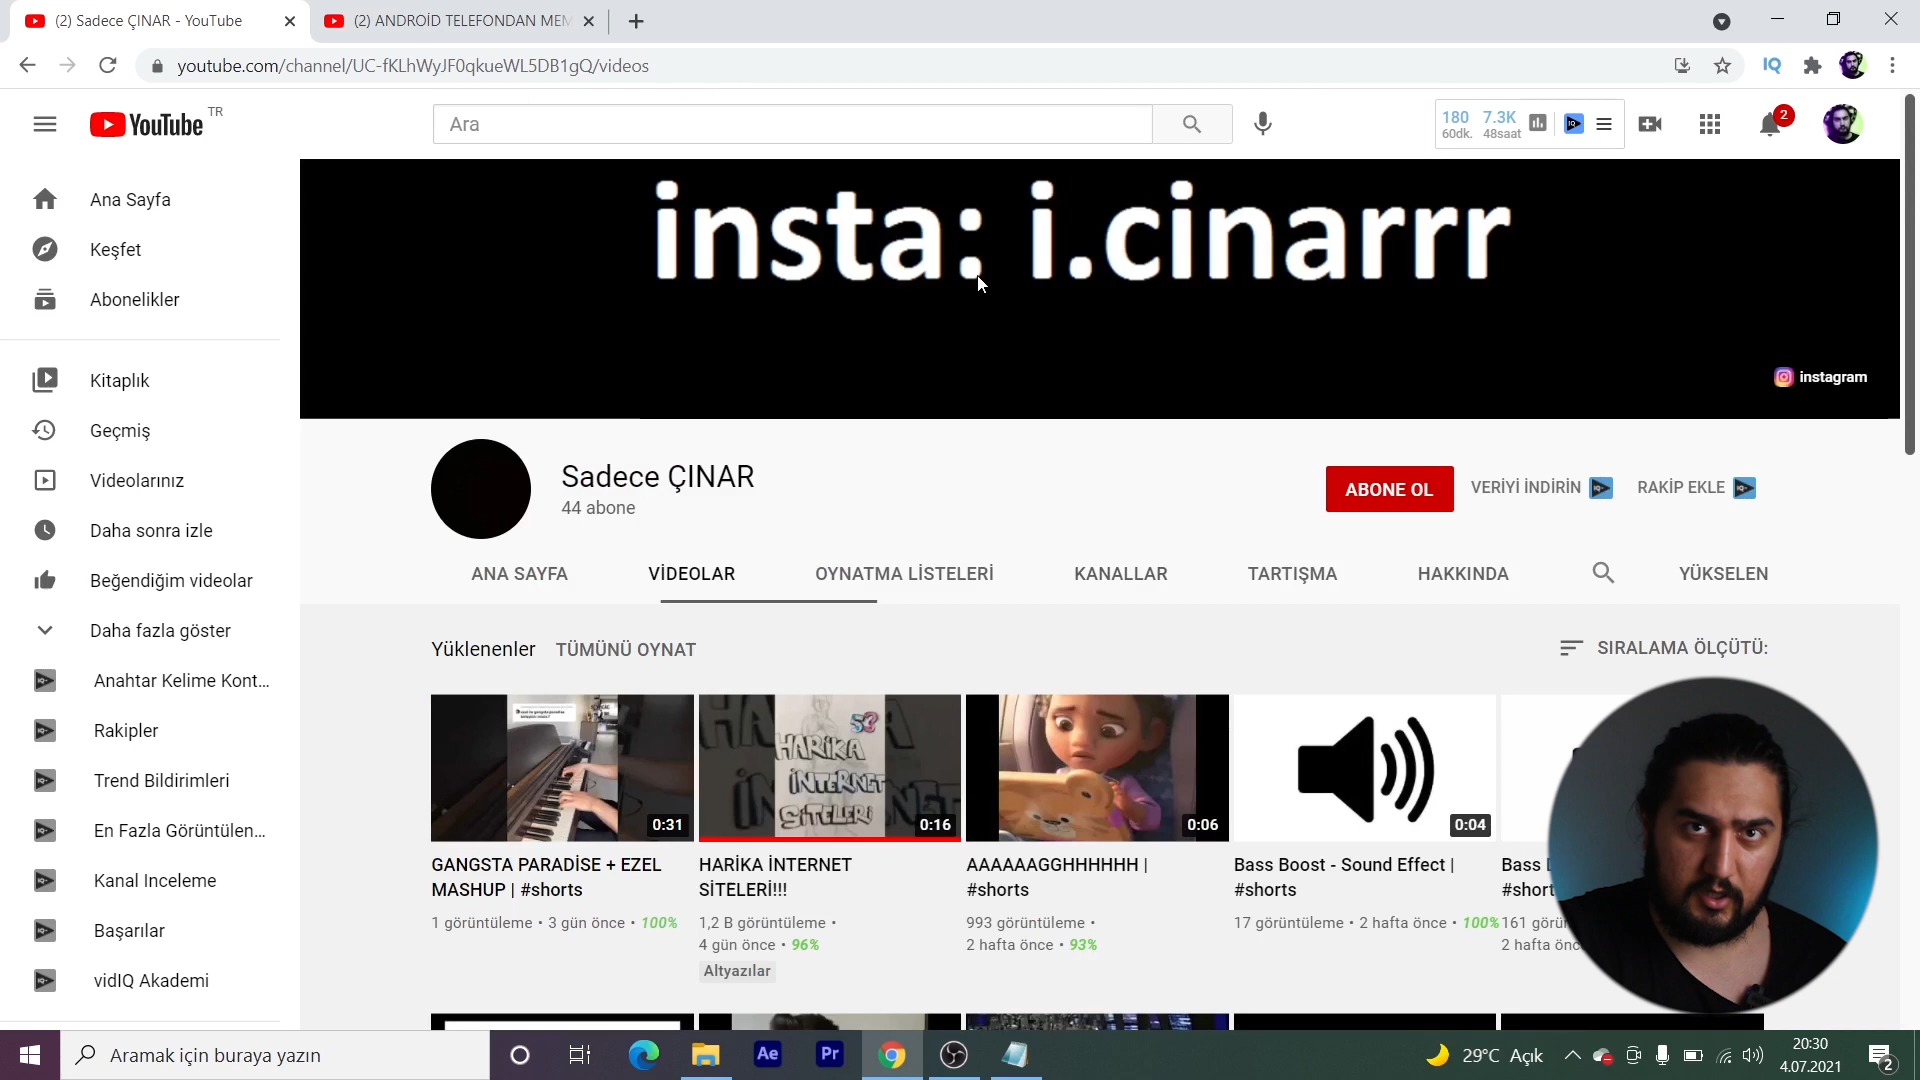 (2) Sadece ÇINAR - YouTube
(2) ANDROİD TELEFONDAN MEM
youtube.com/channel/UC-fKLhWyJF0qkueWL5DB1gQ/videos
IQ
YouTube TR
Ara
180 7.3K
60dk. 48saat
2
insta: i.cinarrr
instagram
Ana Sayfa
Keşfet
Abonelikler
Kitaplık
Geçmiş
Videolarınız
Daha sonra izle
Beğendiğim videolar
Daha fazla göster
Anahtar Kelime Kont...
Rakipler
Trend Bildirimleri
En Fazla Görüntülen...
Kanal Inceleme
Başarılar
vidIQ Akademi
Sadece ÇINAR
44 abone
ABONE OL
VERİYİ İNDİRİN
RAKİP EKLE
ANA SAYFA VİDEOLAR OYNATMA LİSTELERİ KANALLAR TARTIŞMA HAKKINDA YÜKSELEN
Yüklenenler TÜMÜNÜ OYNAT
SIRALAMA ÖLÇÜTÜ:
0:31
GANGSTA PARADİSE + EZEL
MASHUP | #shorts
1 görüntüleme • 3 gün önce • 100%
HARİKA
İNTERNET
SİTELERİ
0:16
HARİKA İNTERNET
SİTELERİ!!!
1,2 B görüntüleme •
4 gün önce • 96%
Altyazılar
0:06
AAAAAAGGHHHHHH |
#shorts
993 görüntüleme •
2 hafta önce • 93%
0:04
Bass Boost - Sound Effect |
#shorts
17 görüntüleme • 2 hafta önce • 100%
Bass
#short
161 görü
2 hafta önc
Aramak için buraya yazın
Ae
Pr
29°C Açık
20:30
4.07.2021
2